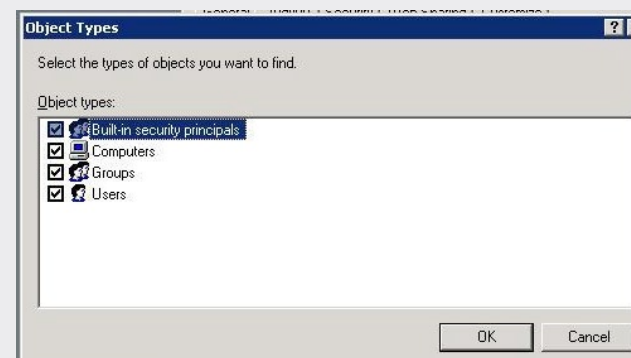 Object Types
?
Select the types of objects you want to find.
Object types:
Built-in security principals
Computers
Groups
Users
OK
Cancel